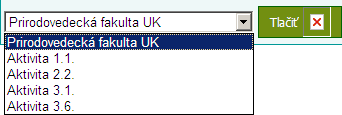 Prirodovedecká fakulta UK Tlačiť
Prirodovedecká fakulta UK
Aktivita 1.1.
Aktivita 2.2.
Aktivita 3.1.
Aktivita 3.6.